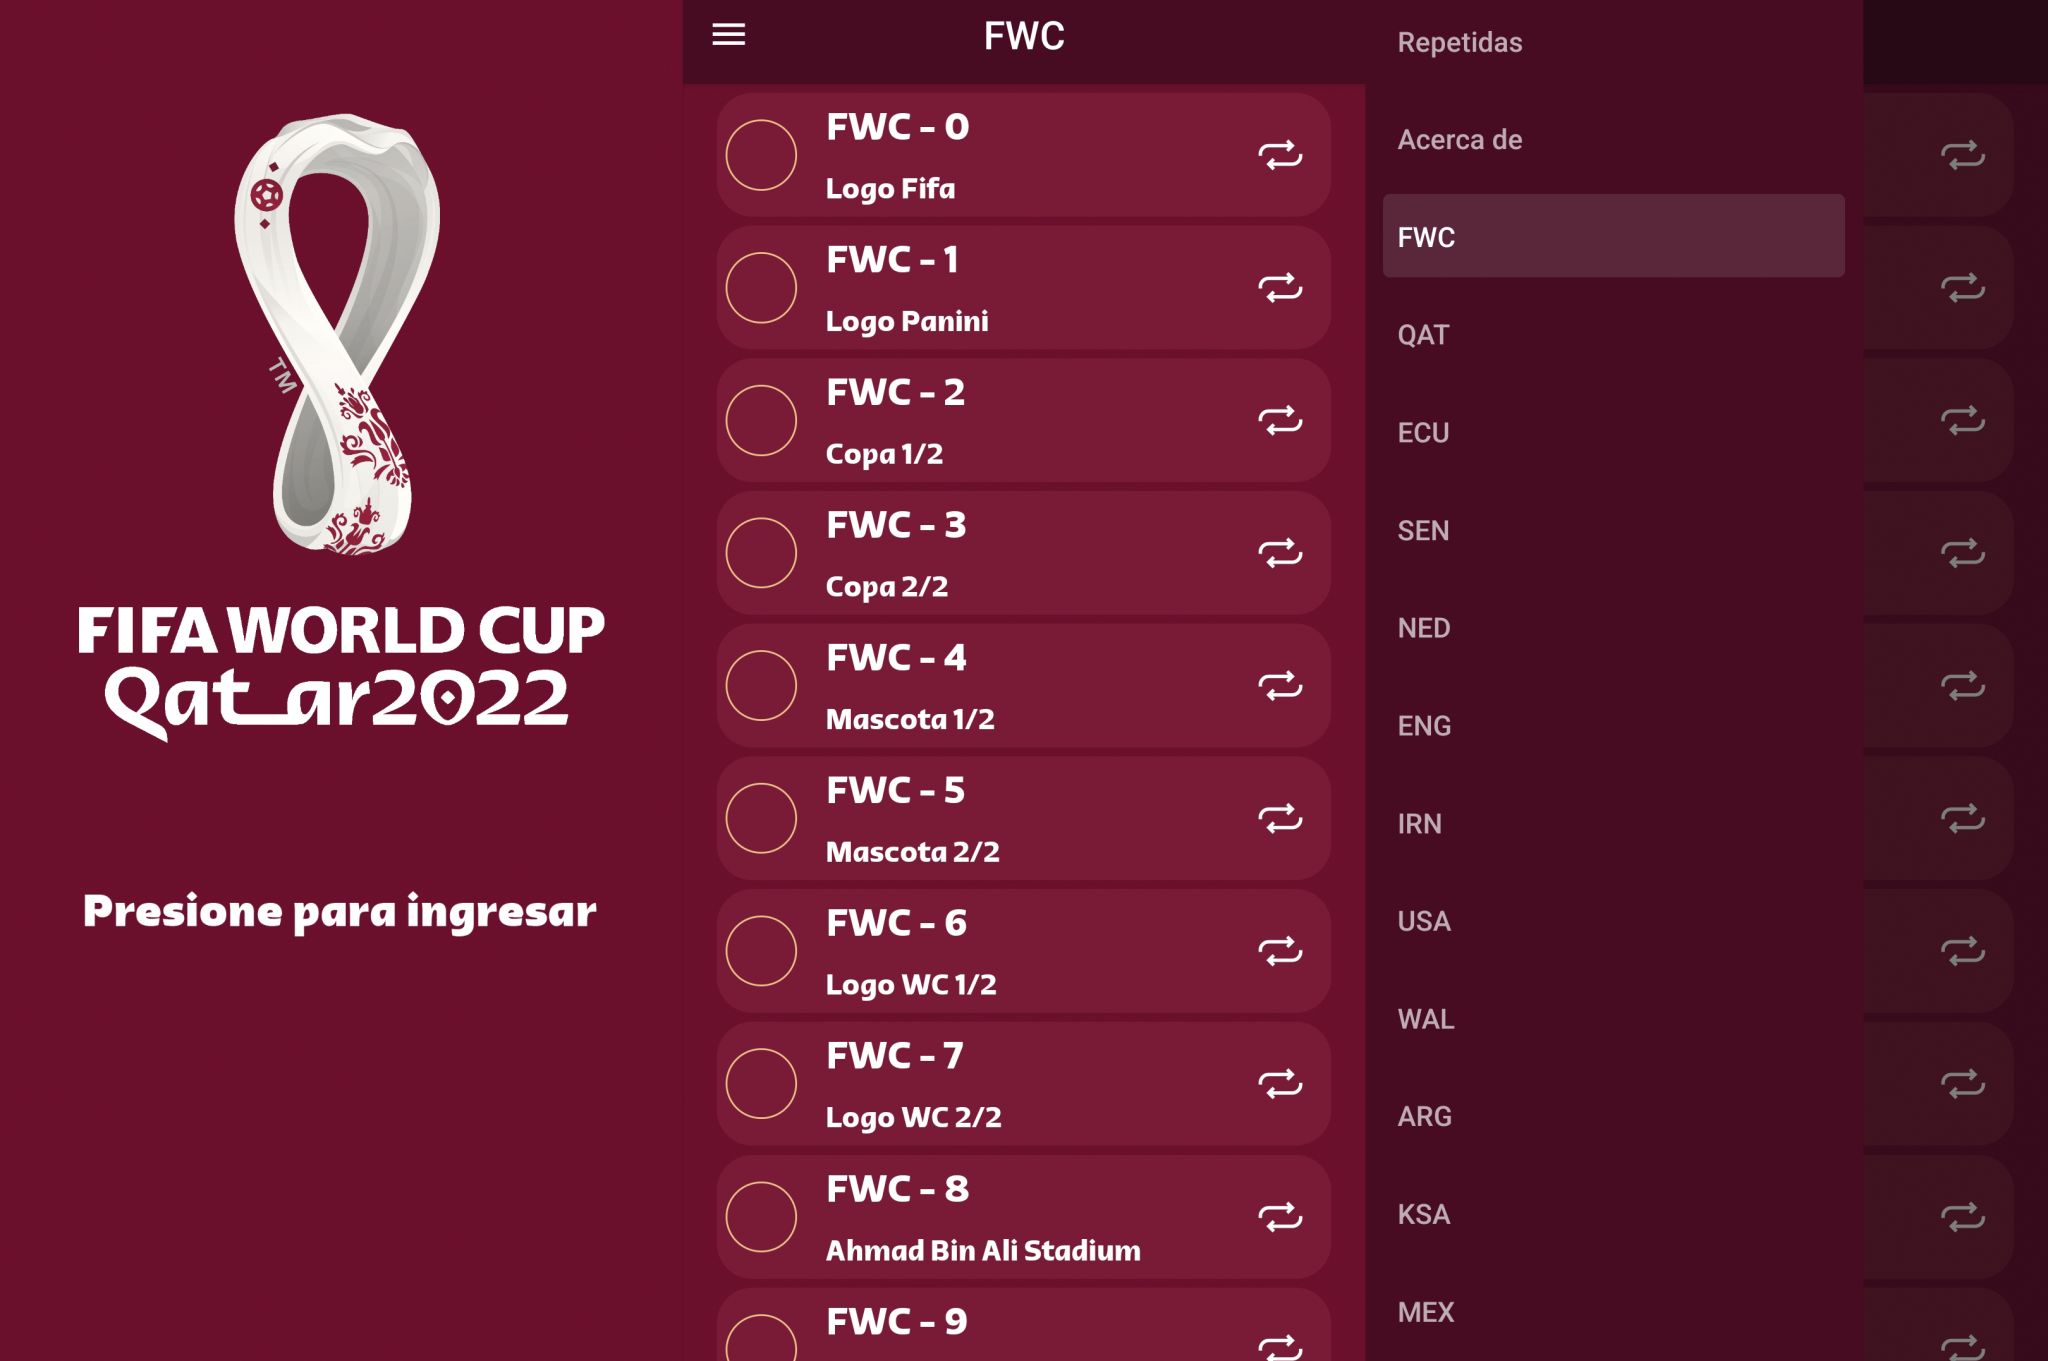 TM
FIFA WORLD CUP
Qatar2022
Presione para ingresar
FWC
FWC - 0
Logo Fifa
FWC - 1
Logo Panini
FWC - 2
Copa 1/2
FWC - 3
Copa 2/2
FWC - 4
Mascota 1/2
FWC - 5
Mascota 2/2
FWC - 6
Logo WC 1/2
FWC - 7
Logo WC 2/2
FWC - 8
Ahmad Bin Ali Stadium
FWC - 9
Repetidas
Acerca de
FWC
QAT
ECU
SEN
NED
ENG
IRN
USA
WAL
ARG
KSA
MEX